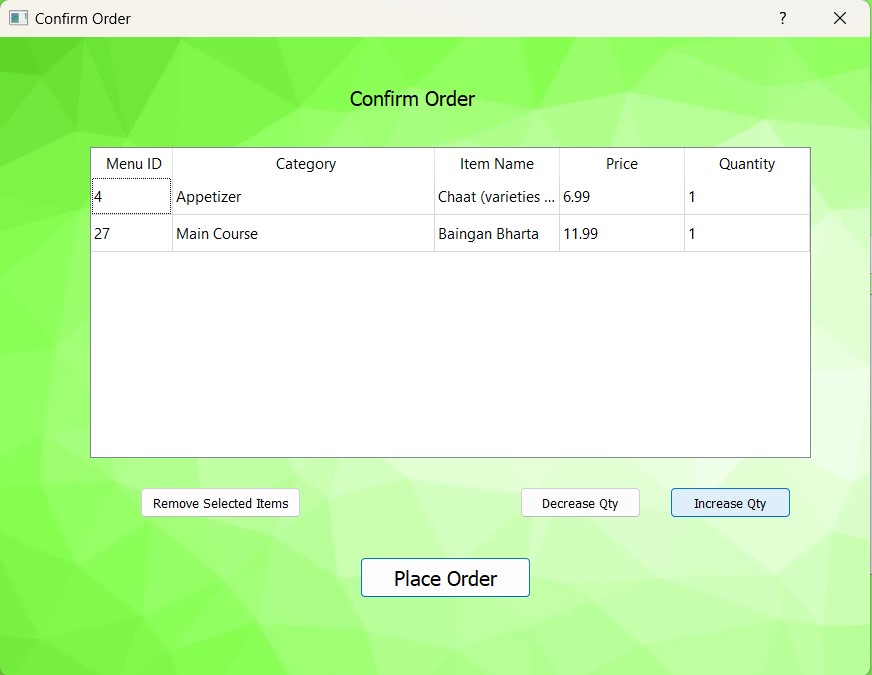 Confirm Order ?
Confirm Order
Menu ID Category Item Name Price Quantity
4 Appetizer Chaat (varieties ... 6.99 1
27 Main Course Baingan Bharta 11.99 1
Remove Selected Items Decrease Qty Increase Qty
Place Order